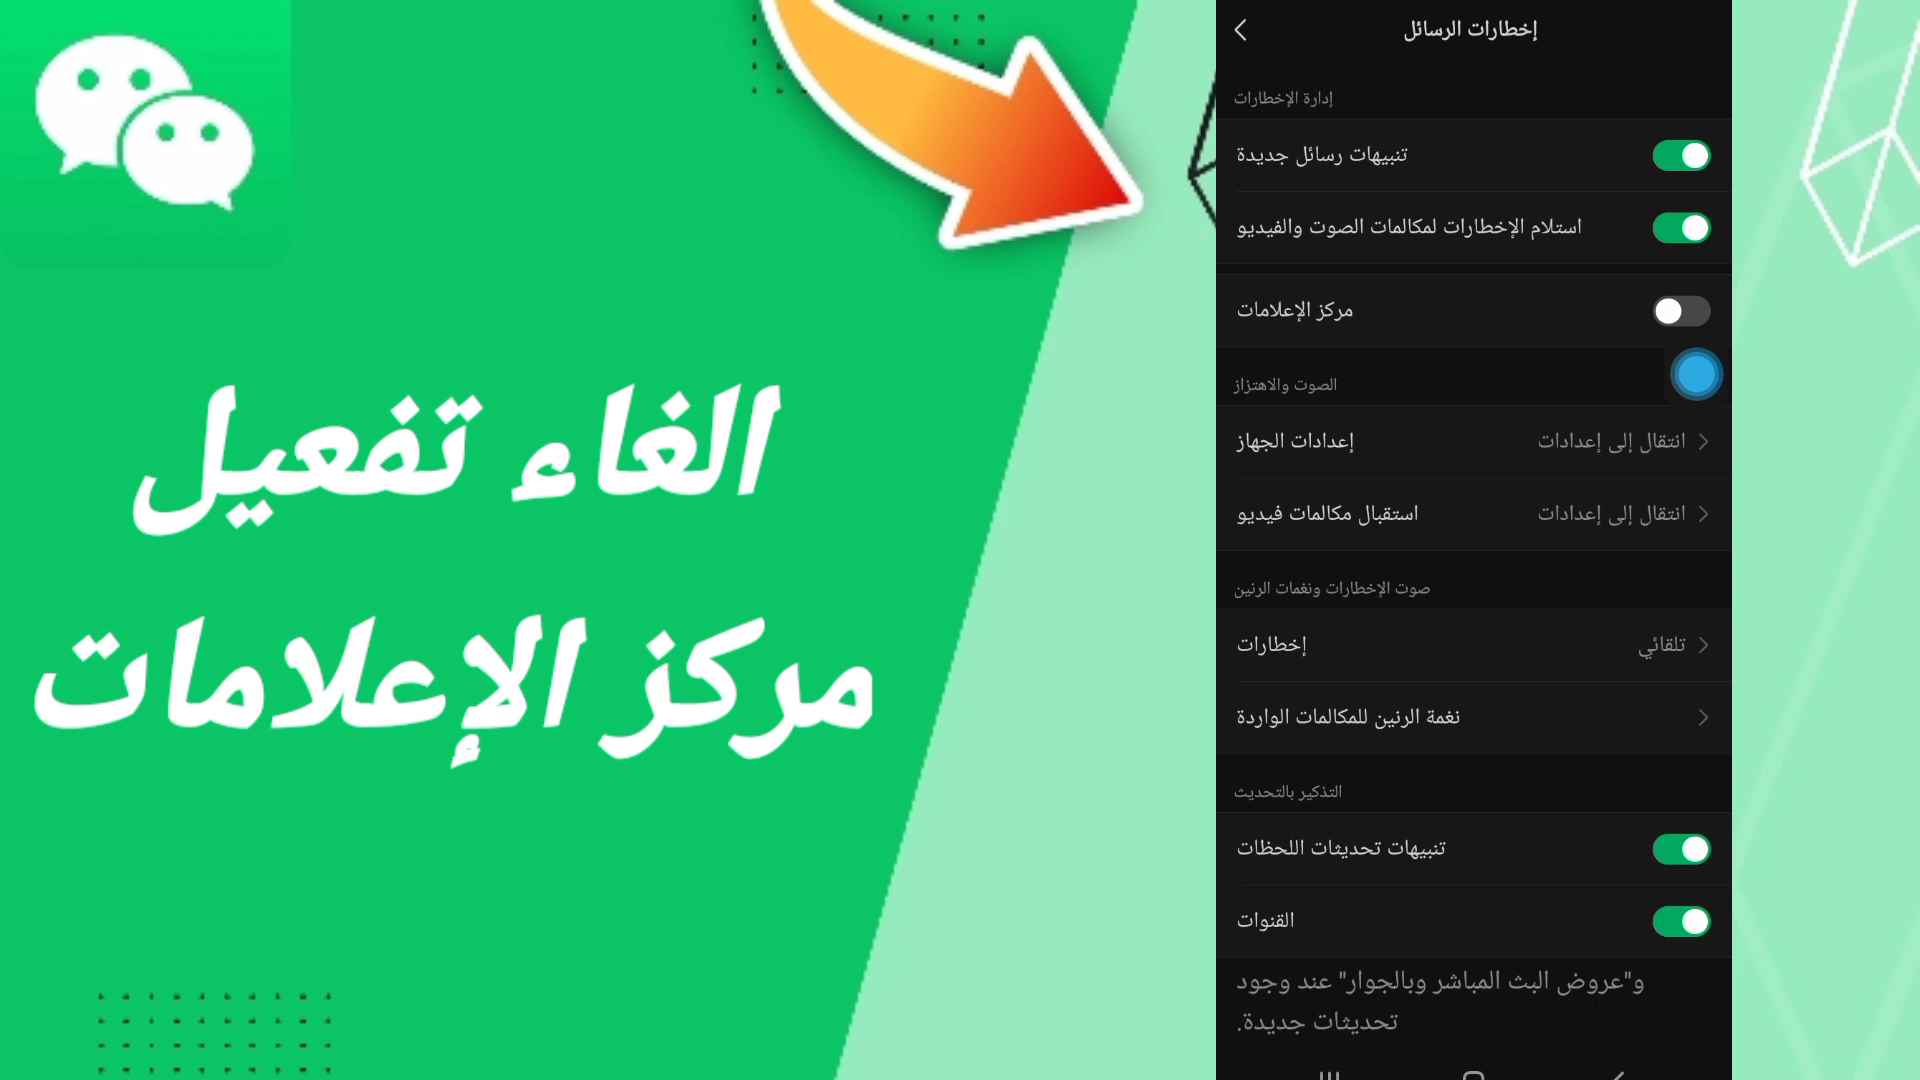 الغاء تفعيل
مركز الإعلامات
إخطارات الرسائل
إدارة الإخطارات
تنبيهات رسائل جديدة
استلام الإخطارات لمكالمات الصوت والفيديو
مركز الإعلامات
الصوت والاهتزاز
إعدادات الجهاز
انتقال إلى إعدادات
استقبال مكالمات فيديو
انتقال إلى إعدادات
صوت الإخطارات ونغمات الرنين
إخطارات
تلقائي
نغمة الرنين للمكالمات الواردة
التذكير بالتحديث
تنبيهات تحديثات اللحظات
القنوات
و"عروض البث المباشر وبالجوار" عند وجود
تحديثات جديدة.